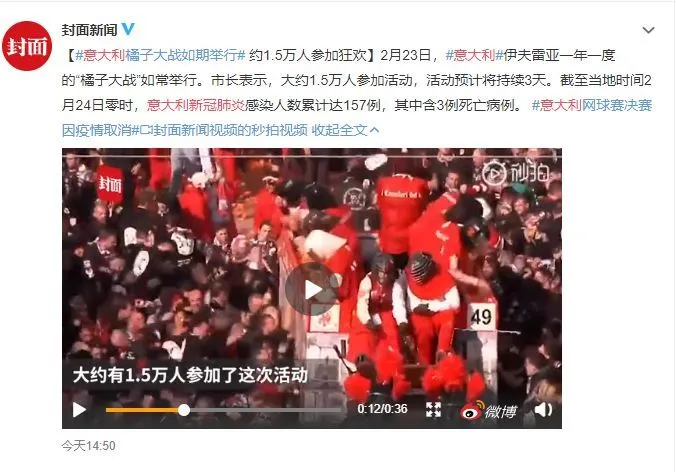 封面
封面新闻
【#意大利橘子大战如期举行# 约1.5万人参加狂欢】2月23日，#意大利#伊夫雷亚一年一度
的“橘子大战”如常举行。市长表示，大约1.5万人参加活动，活动预计将持续3天。截至当地时间2
月24日零时，意大利新冠肺炎感染人数累计达157例，其中含3例死亡病例。 #意大利网球赛决赛
因疫情取消#封面新闻视频的秒拍视频 收起全文
封面
秒拍
49
大约有1.5万人参加了这次活动
0:12/0:36
微博
今天14:50